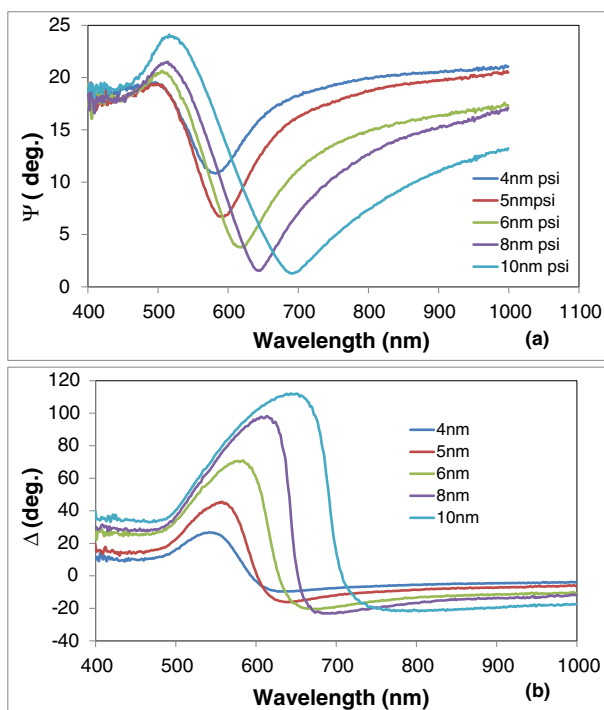 25
20
15
10
5
0
Ψ ( deg.)
4nm psi
5nmpsi
6nm psi
8nm psi
10nm psi
400 500 600 700 800 900 1000 1100
Wavelength (nm) (a)
120
100
80
60
40
20
0
-20
-40
Δ (deg.)
4nm
5nm
6nm
8nm
10nm
400 500 600 700 800 900 1000
Wavelength (nm) (b)